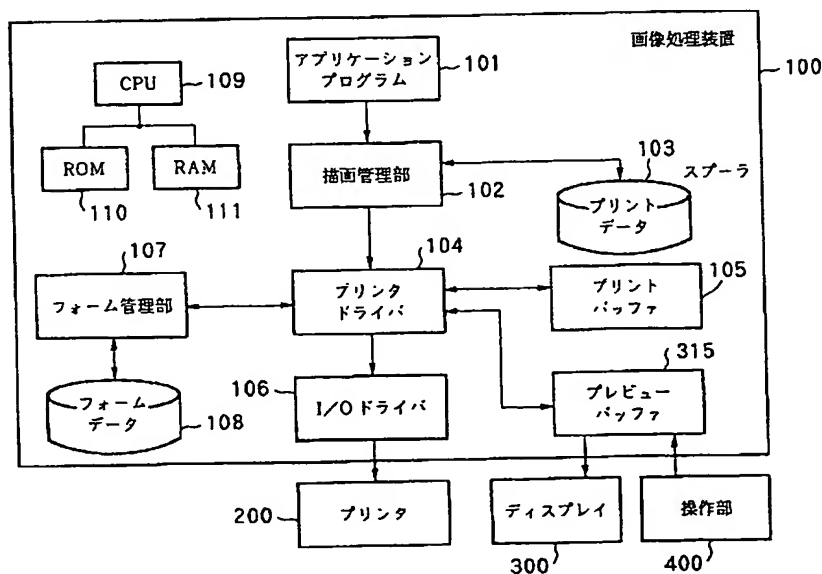 画像処理装置
100
アプリケーション
プログラム
101
CPU
109
ROM
110
RAM
111
描画管理部
102
103
スプーラ
プリント
データ
104
プリンタ
ドライバ
107
フォーム管理部
プリント
バッファ
105
フォーム
データ
108
106
I/Oドライバ
315
プレビュー
バッファ
200
プリンタ
ディスプレイ
300
操作部
400